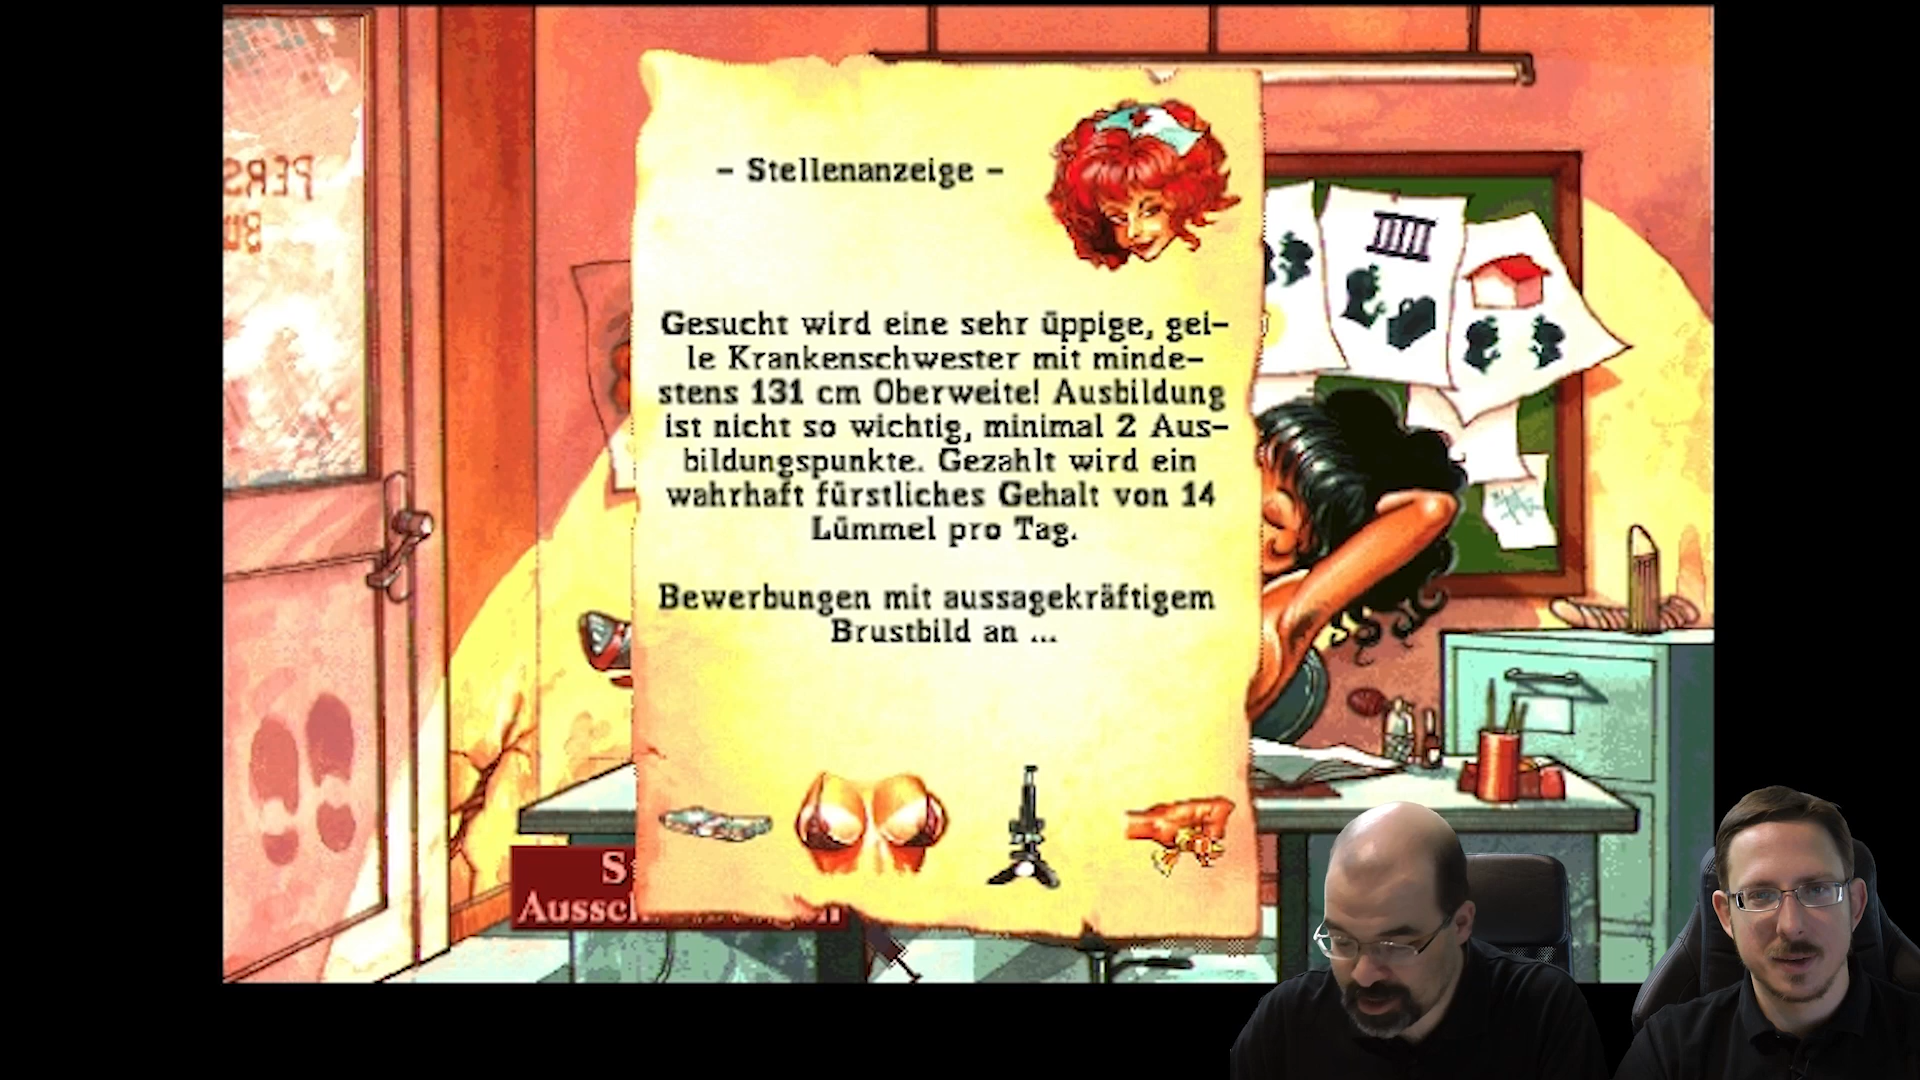 PERS
BU
- Stellenanzeige -
Gesucht wird eine sehr üppige, gei-
le Krankenschwester mit minde-
stens 131 cm Oberweite! Ausbildung
ist nicht so wichtig, minimal 2 Aus-
bildungspunkte. Gezahlt wird ein
wahrhaft fürstliches Gehalt von 14
Lümmel pro Tag.
Bewerbungen mit aussagekräftigem
Brustbild an ...